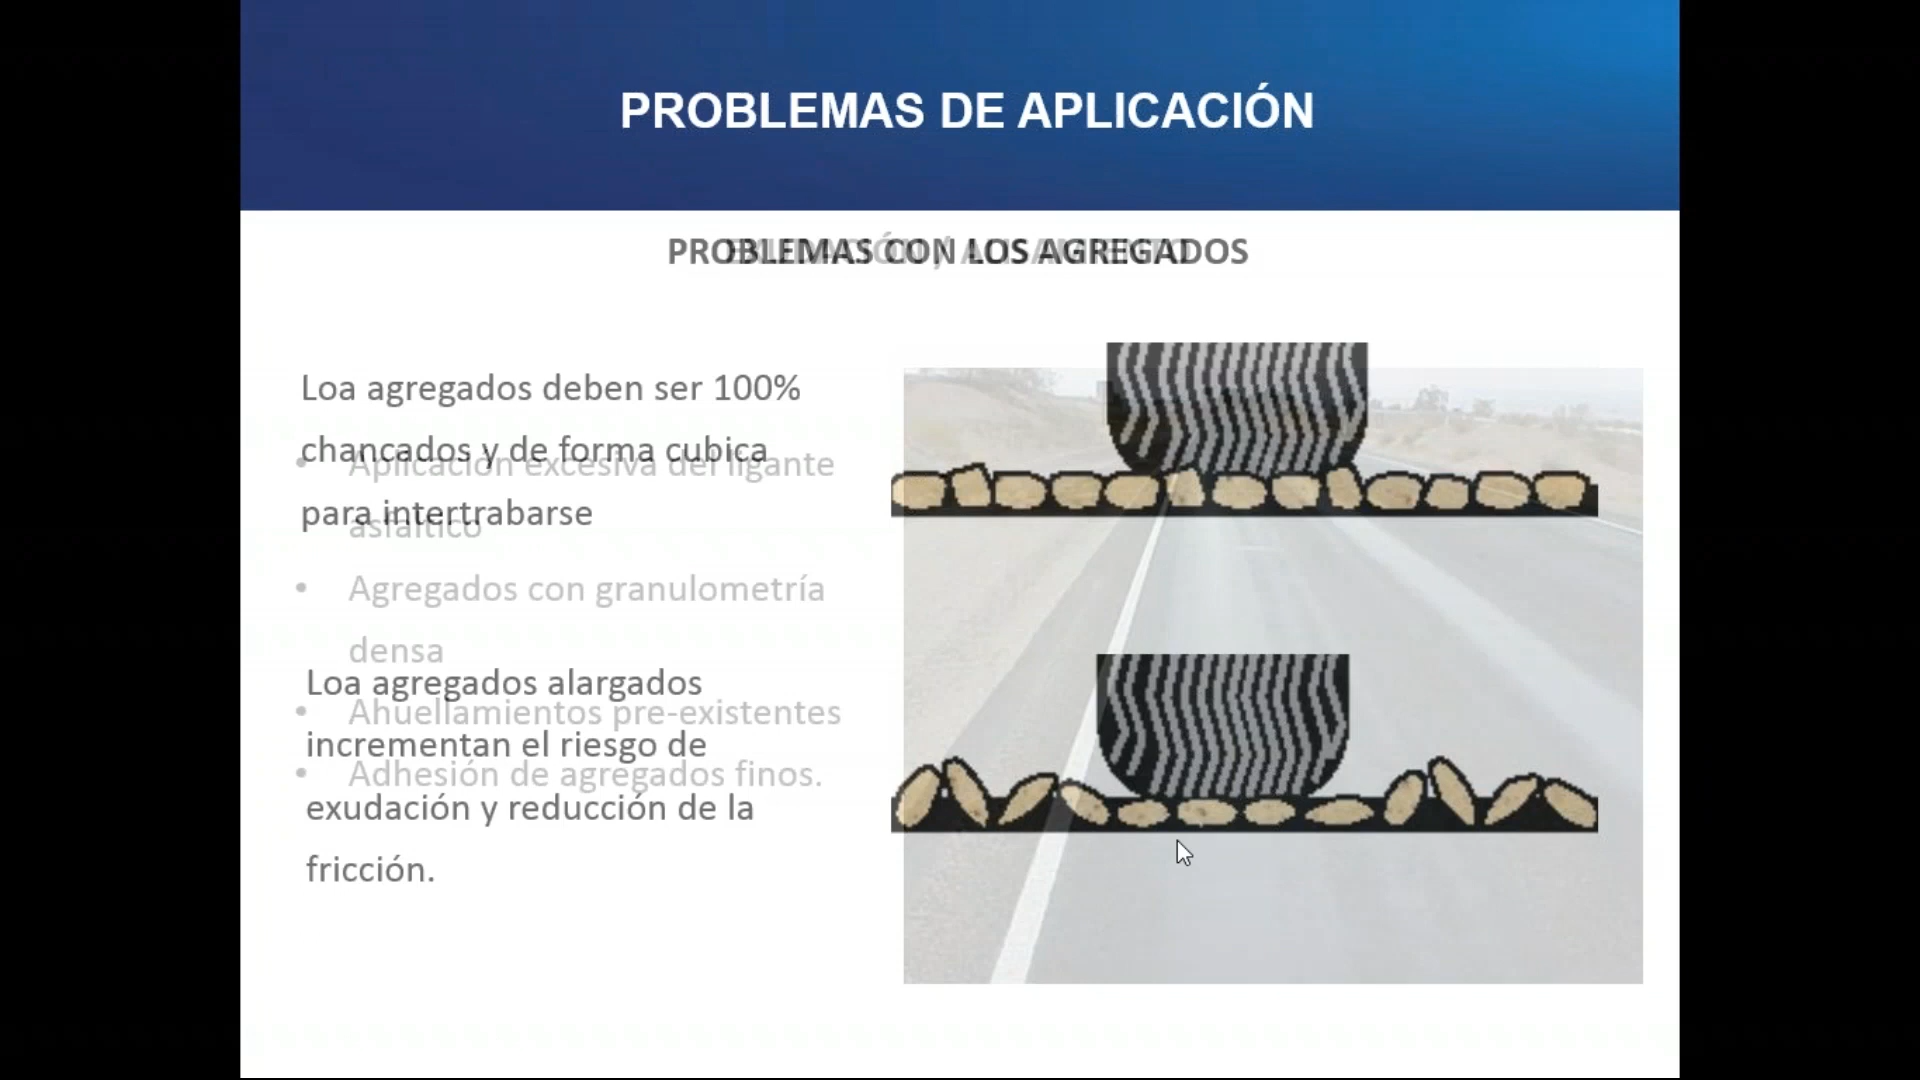 PROBLEMAS DE APLICACIÓN
PROBLEMAS CON LOS AGREGADOS
Loa agregados deben ser 100%
chancados y de forma cubica
para intertrabarse
Loa agregados alargados
incrementan el riesgo de
exudación y reducción de la
fricción.
• Aplicación excesiva del ligante
asfáltico
• Agregados con granulometría
densa
• Ahuellamientos pre-existentes
• Adhesión de agregados finos.